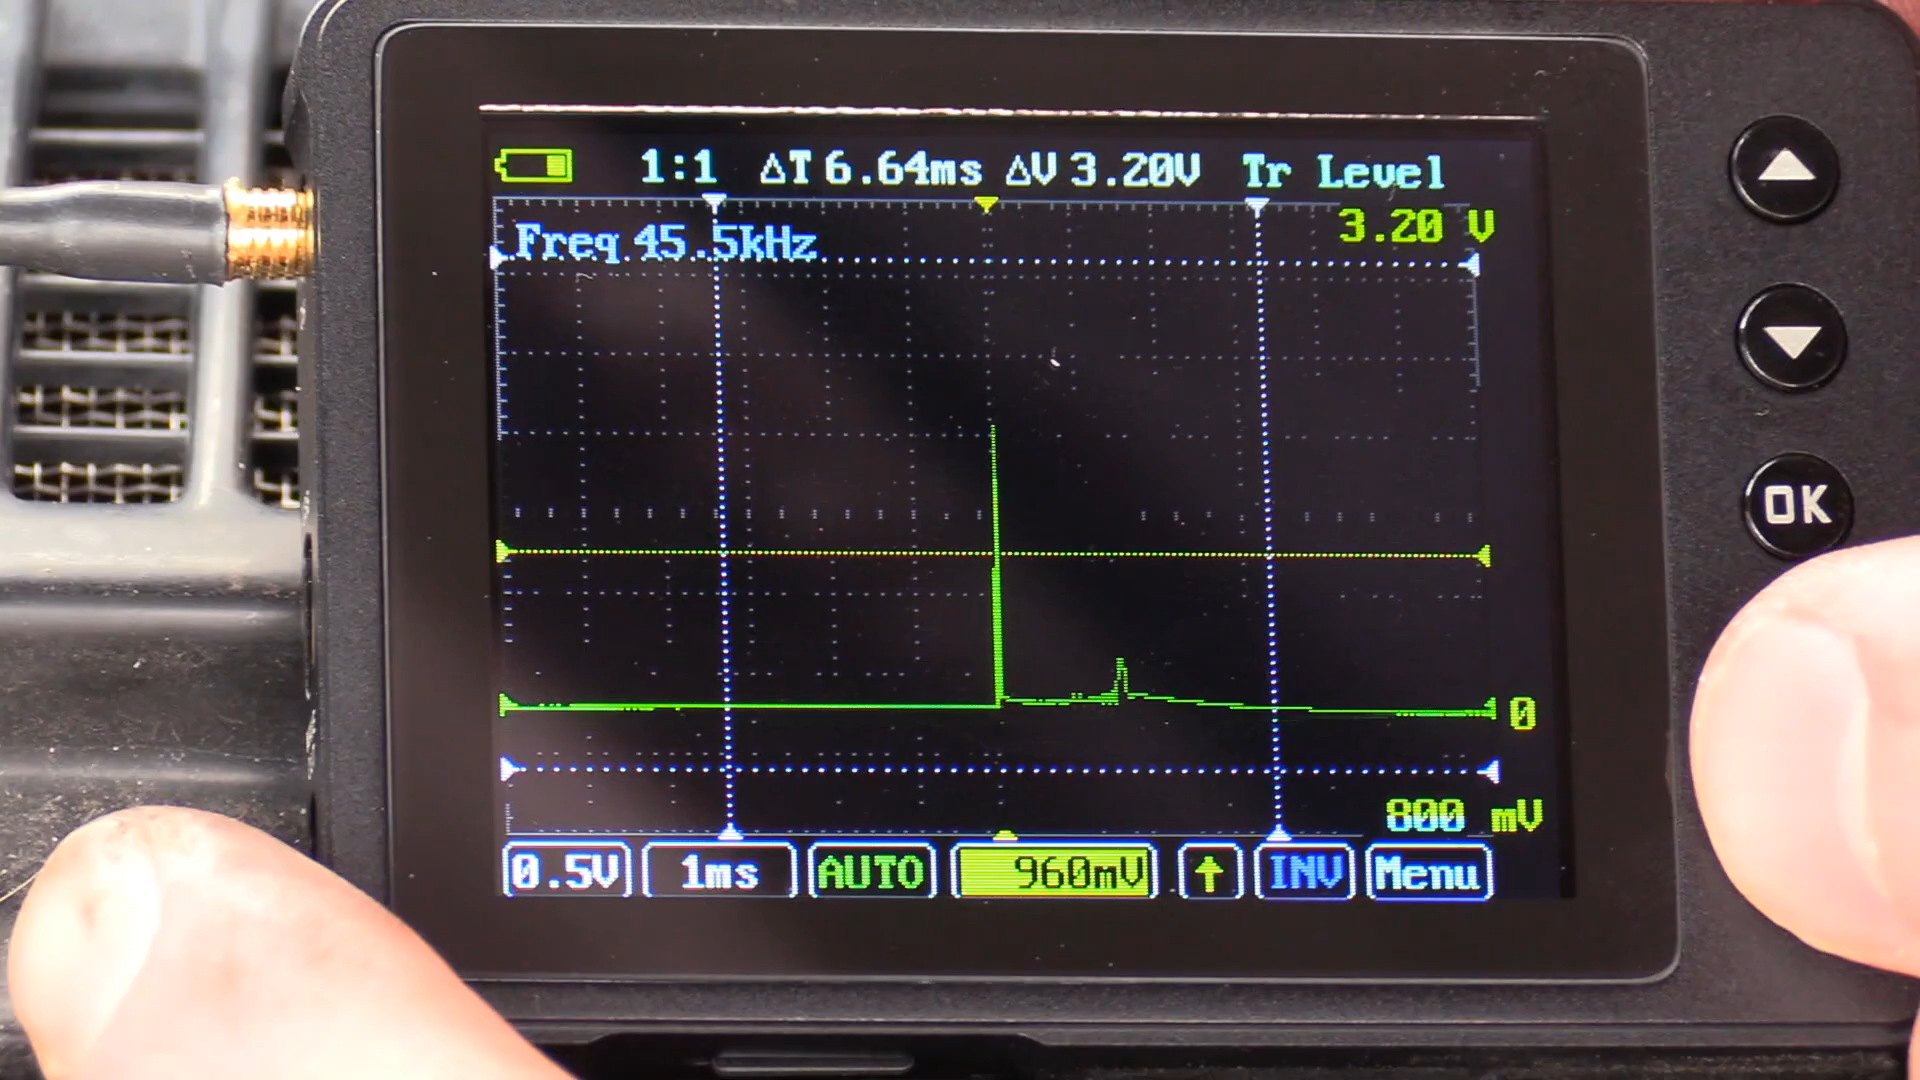 1:1 ΔT 6.64ms ΔV 3.20V Tr Level
3.20 V
Freq 45.5kHz
OK
0
800 mV
0.5V 1ms AUTO 960mV ↑ INV Menu